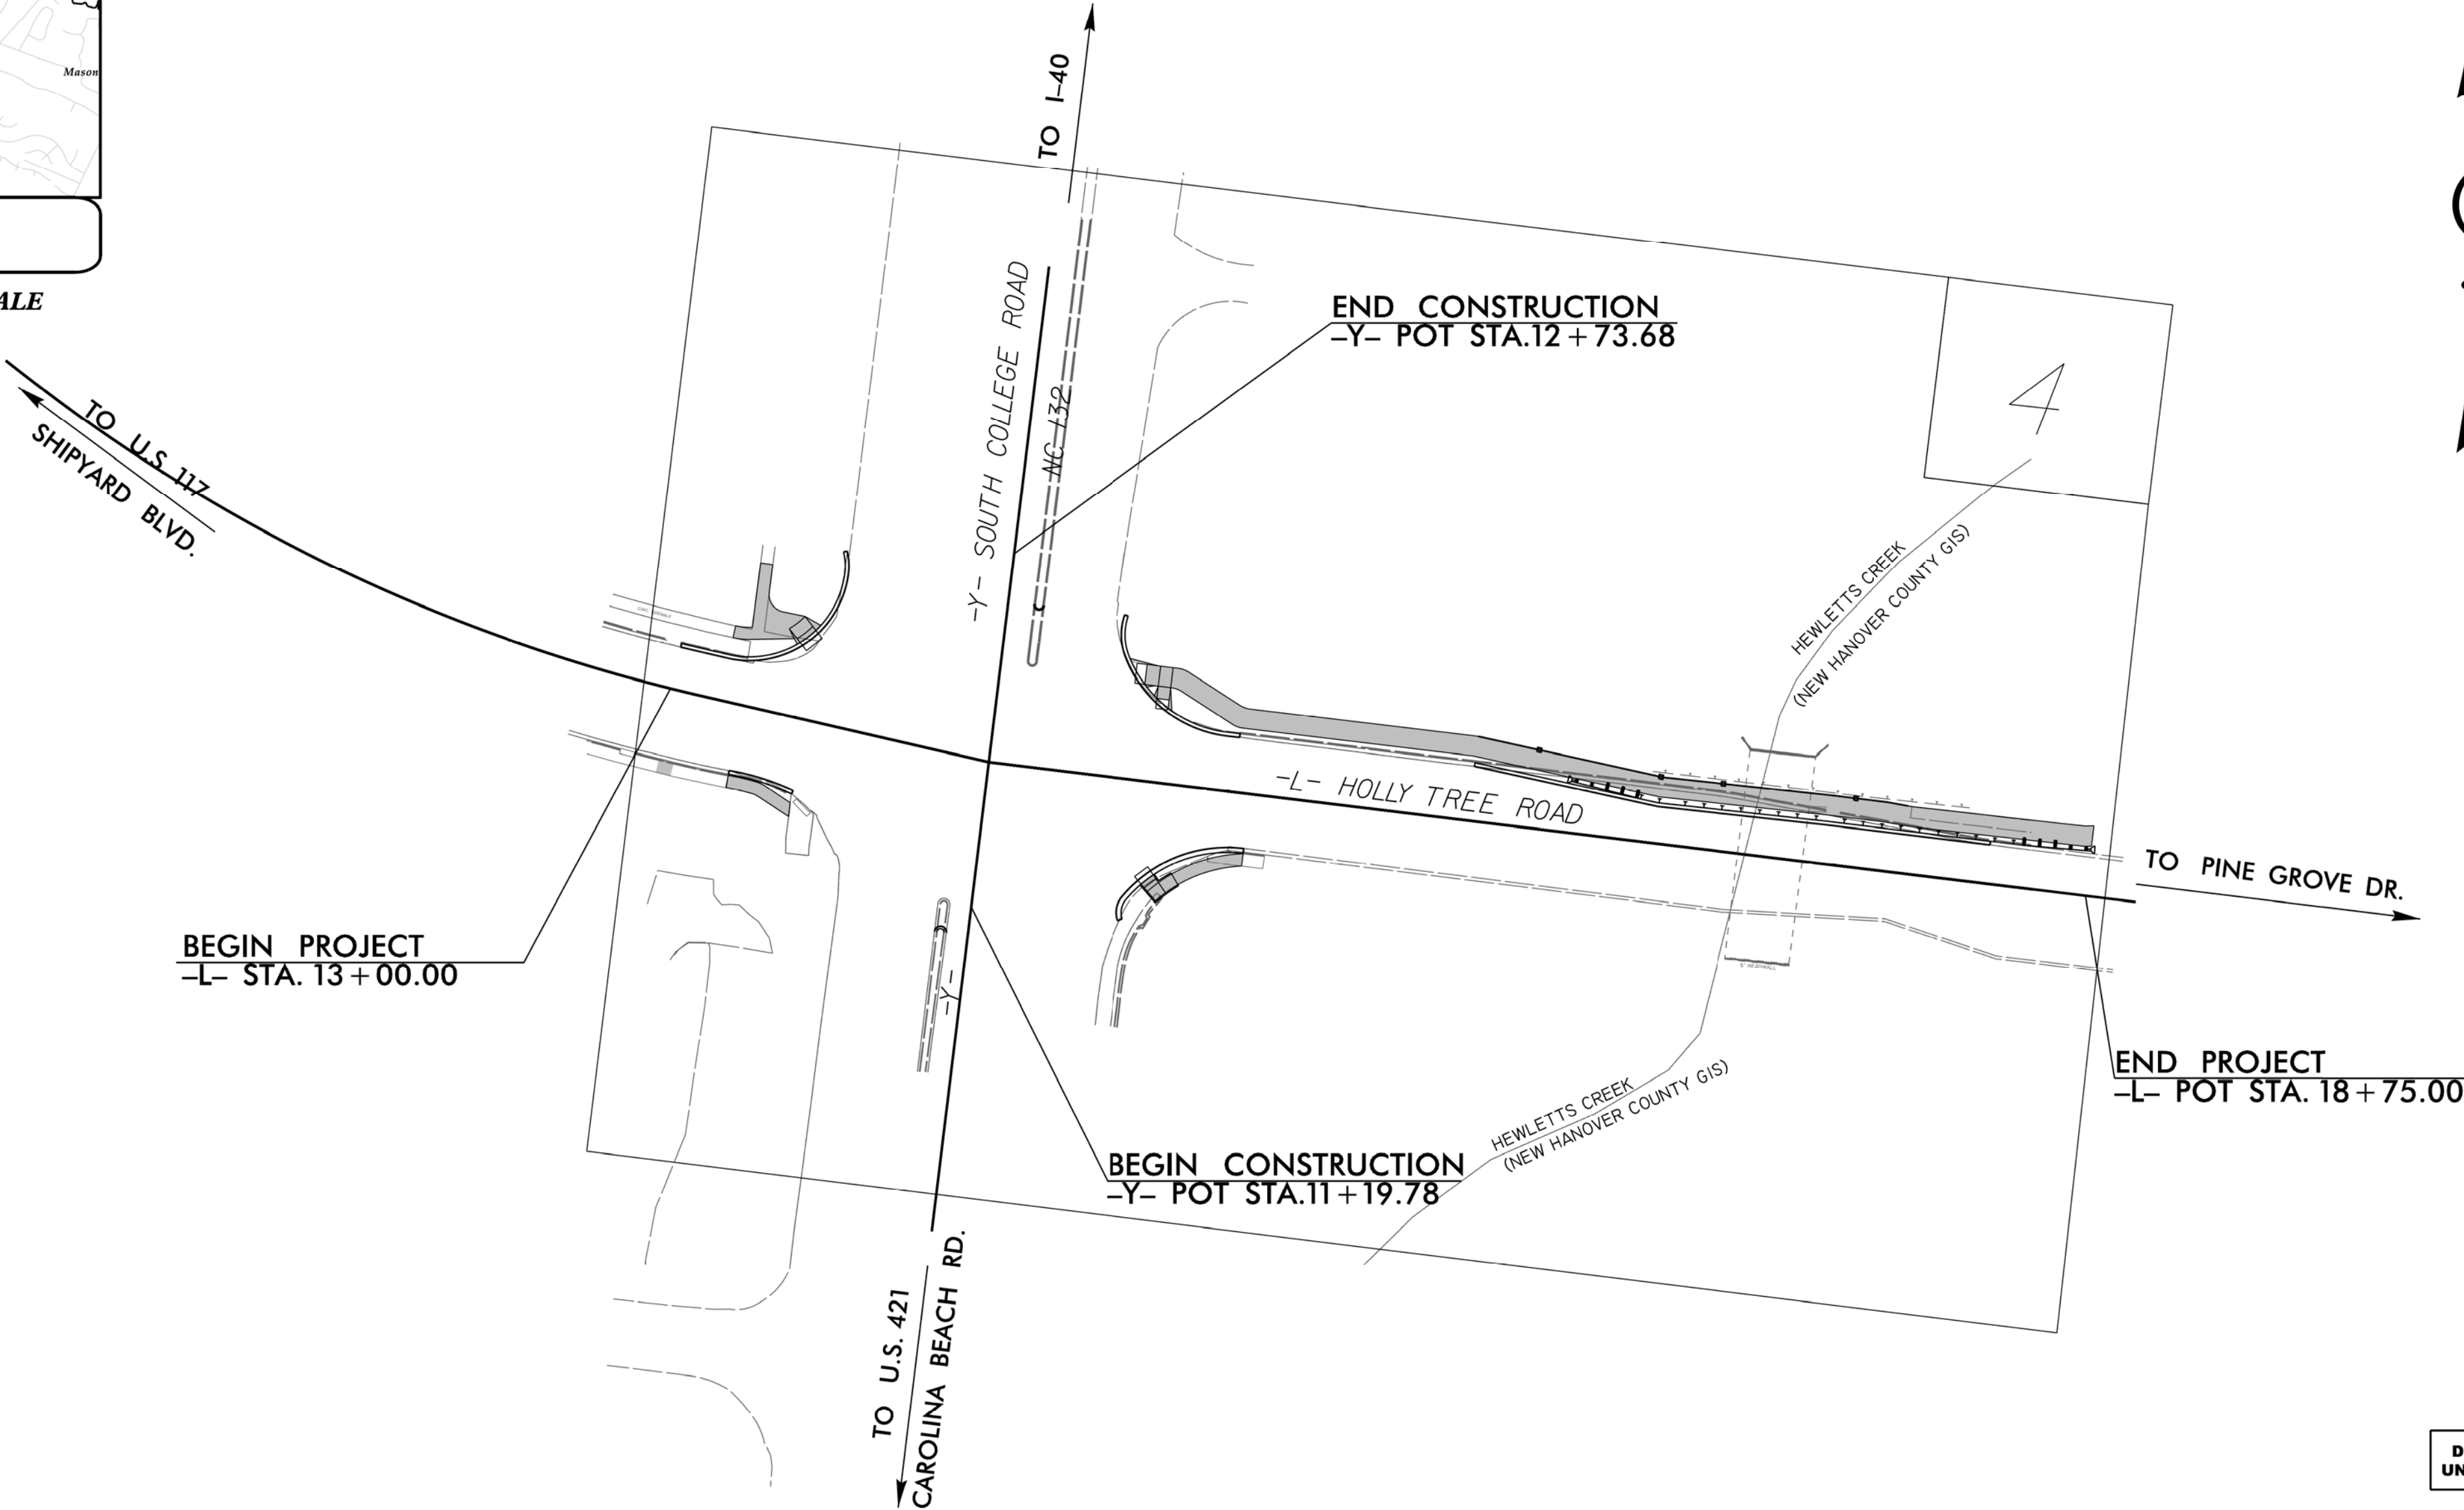 Mason
ALE
TO I-40
END CONSTRUCTION
-Y- POT STA.12+73.68
-Y- SOUTH COLLEGE ROAD
NC 132
4
TO U.S. 117
SHIPYARD BLVD.
HEWLETTS CREEK
(NEW HANOVER COUNTY GIS)
-L- HOLLY TREE ROAD
TO PINE GROVE DR.
BEGIN PROJECT
-L- STA. 13+00.00
-Y-
6' HEADWALL
END PROJECT
-L- POT STA. 18+75.00
HEWLETTS CREEK
(NEW HANOVER COUNTY GIS)
BEGIN CONSTRUCTION
-Y- POT STA.11+19.78
TO U.S. 421
CAROLINA BEACH RD.
D
UN